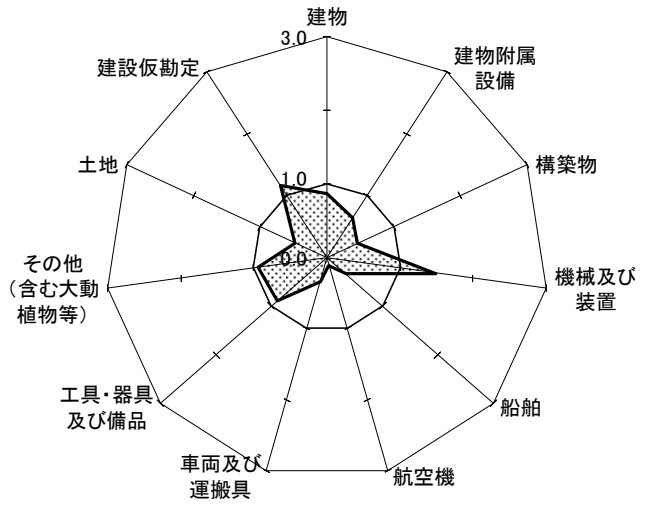 建物
3.0
建物附属
設備
構築物
機械及び
装置
船舶
航空機
車両及び
運搬具
工具・器具
及び備品
その他
(含む大動
植物等)
土地
建設仮勘定
1.0
0.0